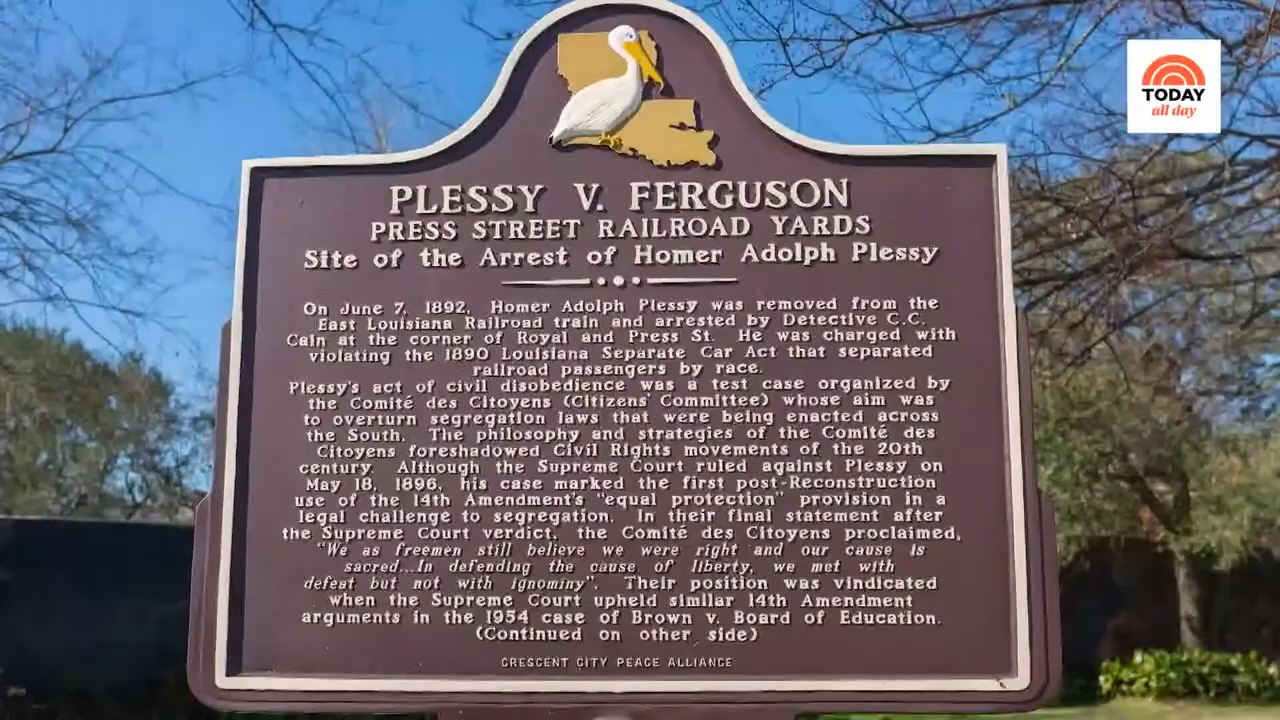 TODAY
all day
PLESSY V. FERGUSON
PRESS STREET RAILROAD YARDS
Site of the Arrest of Homer Adolph Plessy
On June 7, 1892, Homer Adolph Plessy was removed from the
East Louisiana Railroad train and arrested by Detective C.C.
Cain at the corner of Royal and Press St. He was charged with
violating the 1890 Louisiana Separate Car Act that separated
railroad passengers by race.
Plessy's act of civil disobedience was a test case organized by
the Comité des Citoyens (Citizens' Committee) whose aim was
to overturn segregation laws that were being enacted across
the South. The philosophy and strategies of the Comité des
Citoyens foreshadowed Civil Rights movements of the 20th
century. Although the Supreme Court ruled against Plessy on
May 18, 1896, his case marked the first post-Reconstruction
use of the 14th Amendment's "equal protection" provision in a
legal challenge to segregation. In their final statement after
the Supreme Court verdict, the Comité des Citoyens proclaimed,
"We as freemen still believe we were right and our cause is
sacred...In defending the cause of liberty, we met with
defeat but not with ignominy". Their position was vindicated
when the Supreme Court upheld similar 14th Amendment
arguments in the 1954 case of Brown v. Board of Education.
(Continued on other side)
CRESCENT CITY PEACE ALLIANCE